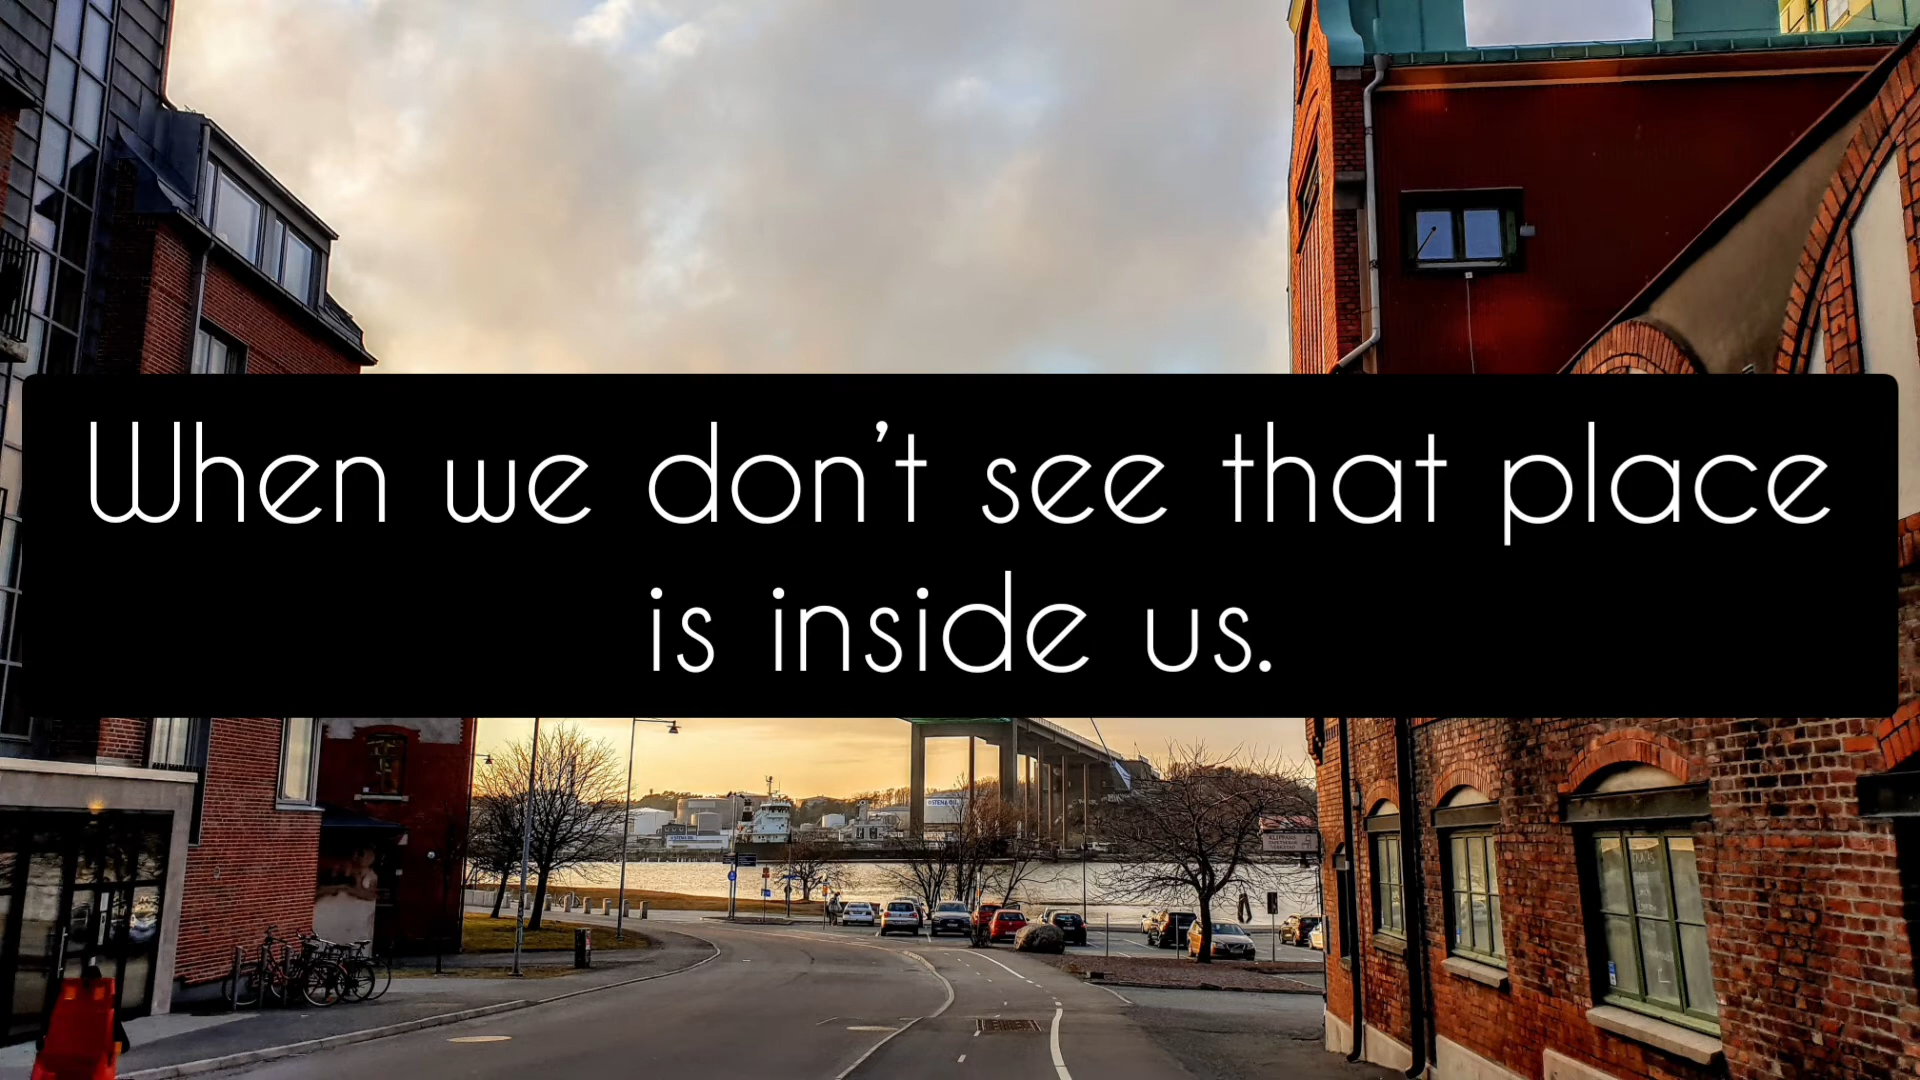 When we don't see that place
is inside us.